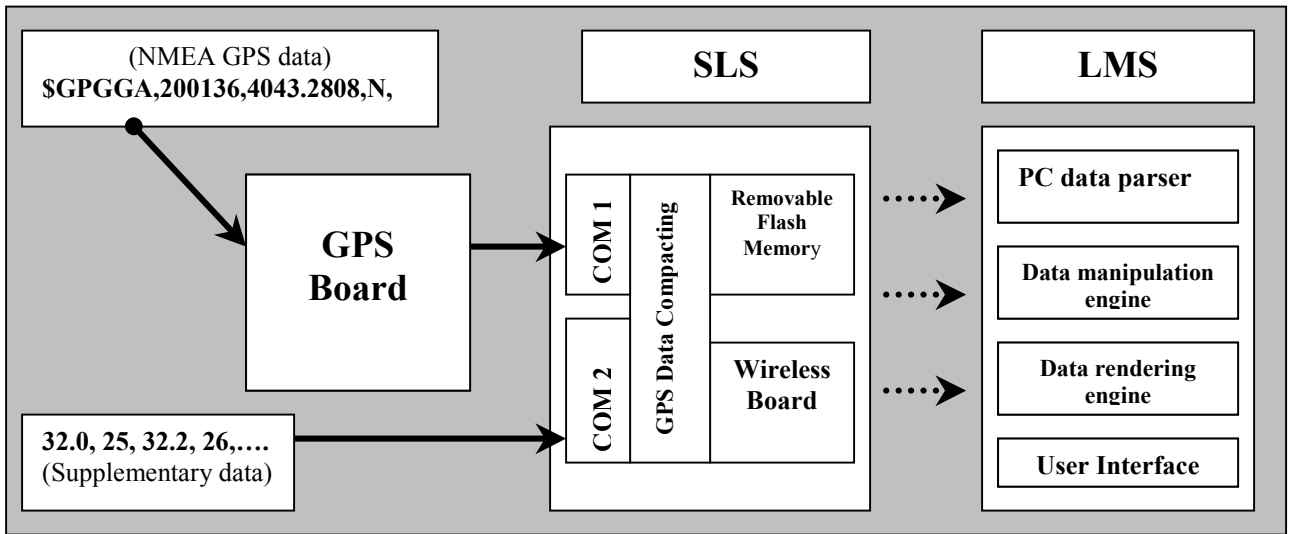 (NMEA GPS data)
$GPGGA,200136,4043.2808,N,
GPS
Board
32.0, 25, 32.2, 26,….
(Supplementary data)
SLS
COM 1
COM 2
GPS Data Compacting
Removable
Flash
Memory
Wireless
Board
LMS
PC data parser
Data manipulation
engine
Data rendering
engine
User Interface